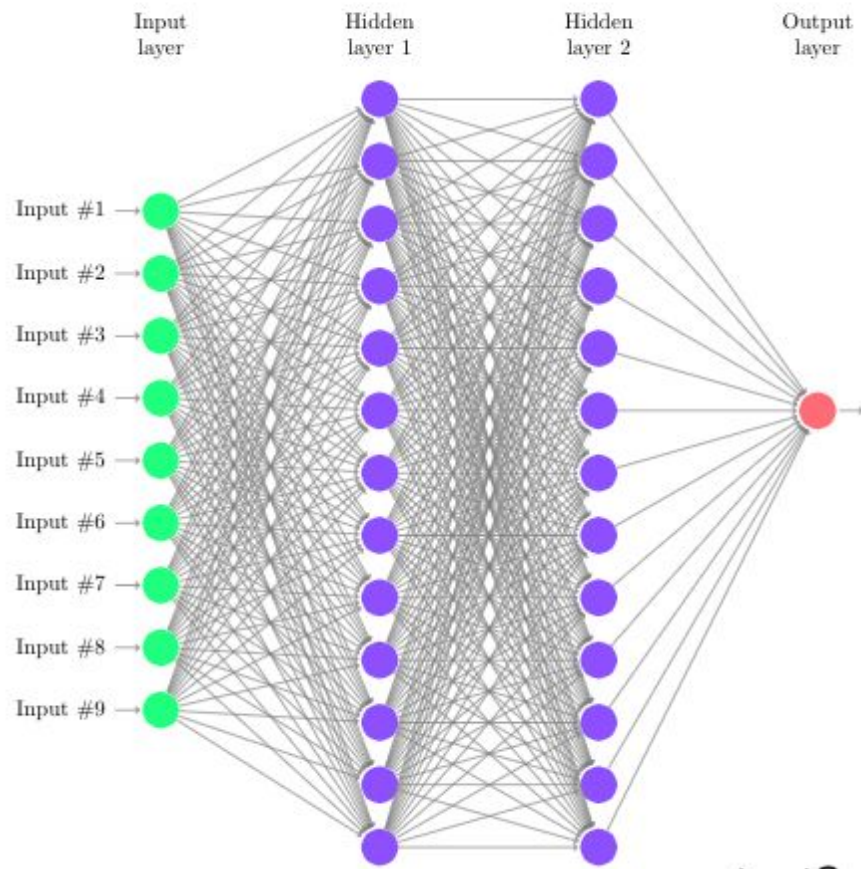 Input
layer
Hidden
layer 1
Hidden
layer 2
Output
layer
Input #1
Input #2
Input #3
Input #4
Input #5
Input #6
Input #7
Input #8
Input #9